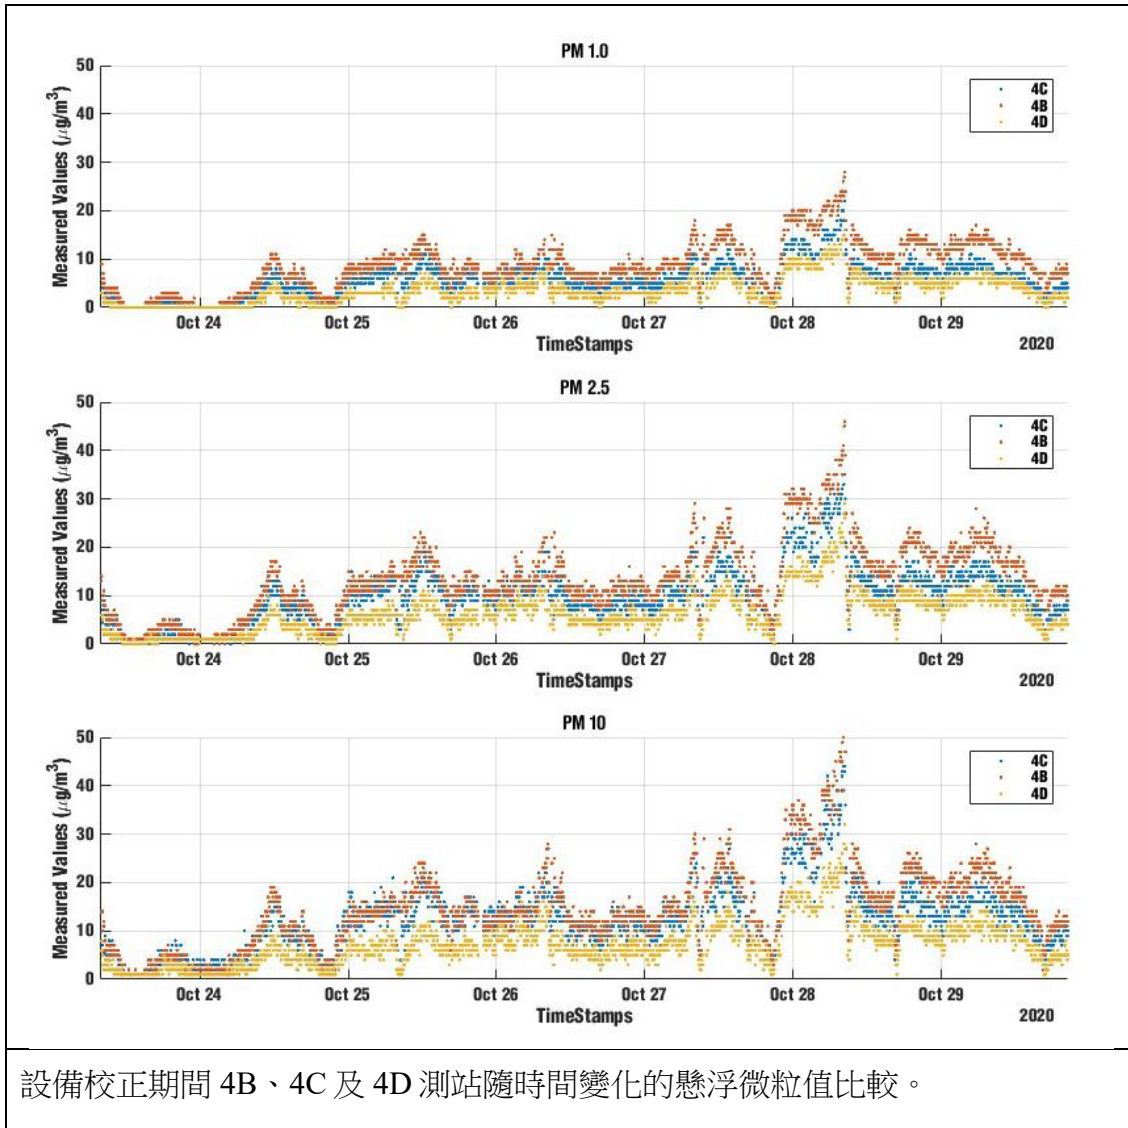 PM 1.0
50
40
30
20
10
0
Measured Values (μg/m³)
4C
4B
4D
Oct 24
Oct 25
Oct 26
Oct 27
Oct 28
Oct 29
TimeStamps
2020
PM 2.5
50
40
30
20
10
0
Measured Values (μg/m³)
4C
4B
4D
Oct 24
Oct 25
Oct 26
Oct 27
Oct 28
Oct 29
TimeStamps
2020
PM 10
50
40
30
20
10
0
Measured Values (μg/m³)
4C
4B
4D
Oct 24
Oct 25
Oct 26
Oct 27
Oct 28
Oct 29
TimeStamps
2020
設備校正期間 4B、4C 及 4D 測站隨時間變化的懸浮微粒值比較。